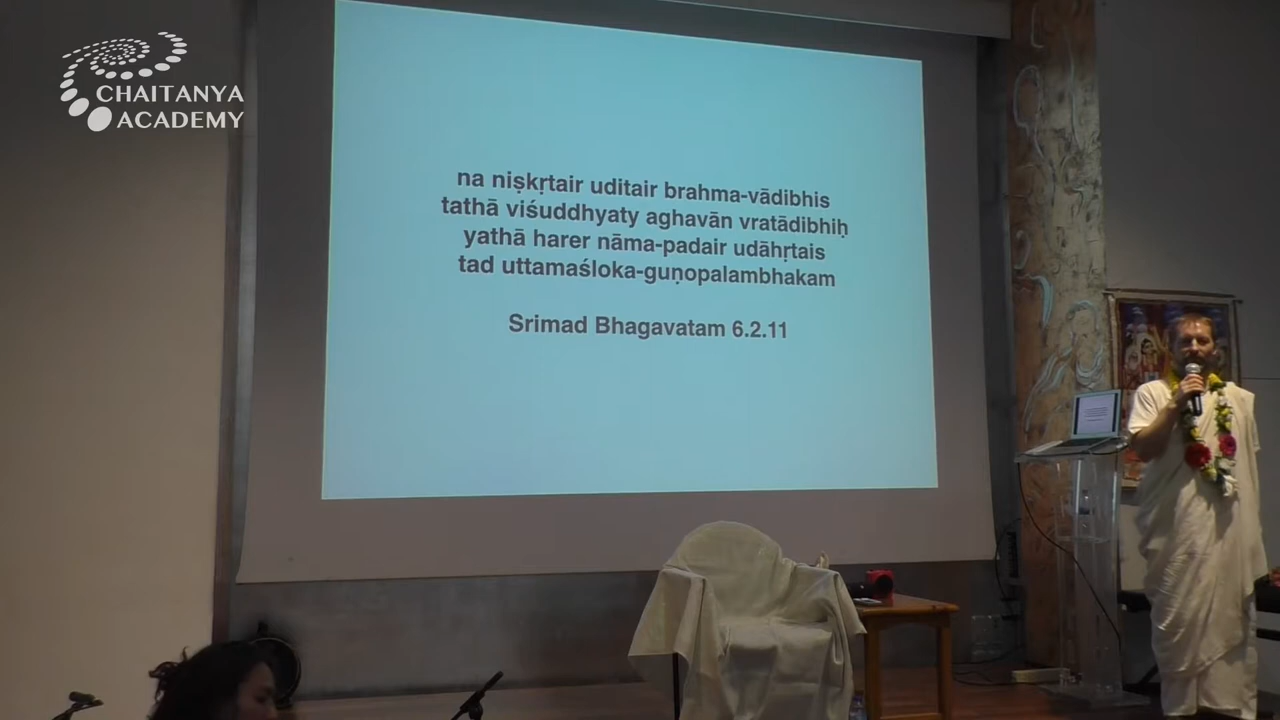 CHAITANYA
ACADEMY
na niṣkṛtair uditair brahma-vādibhis
tathā viśuddhyaty aghavān vratādibhiḥ
yathā harer nāma-padair udāhṛtais
tad uttamaśloka-guṇopalambhakam
Srimad Bhagavatam 6.2.11